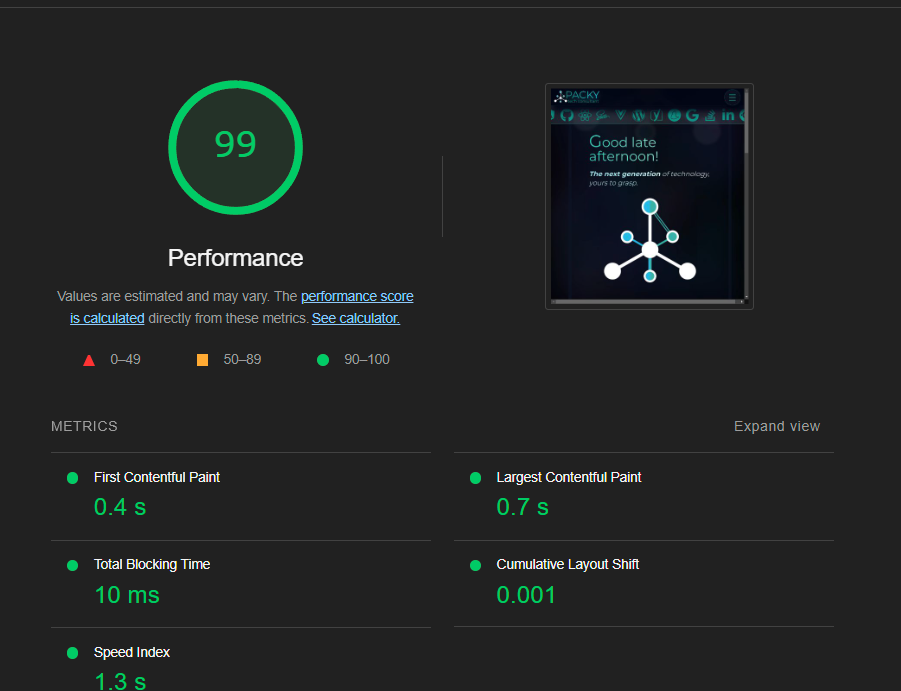 99
Performance
Values are estimated and may vary. The performance score
is calculated directly from these metrics. See calculator.
0–49
50–89
90–100
PACKY
Good late
afternoon!
The next generation of technology,
yours to grasp.
METRICS
Expand view
First Contentful Paint
0.4 s
Largest Contentful Paint
0.7 s
Total Blocking Time
10 ms
Cumulative Layout Shift
0.001
Speed Index
1.3 s